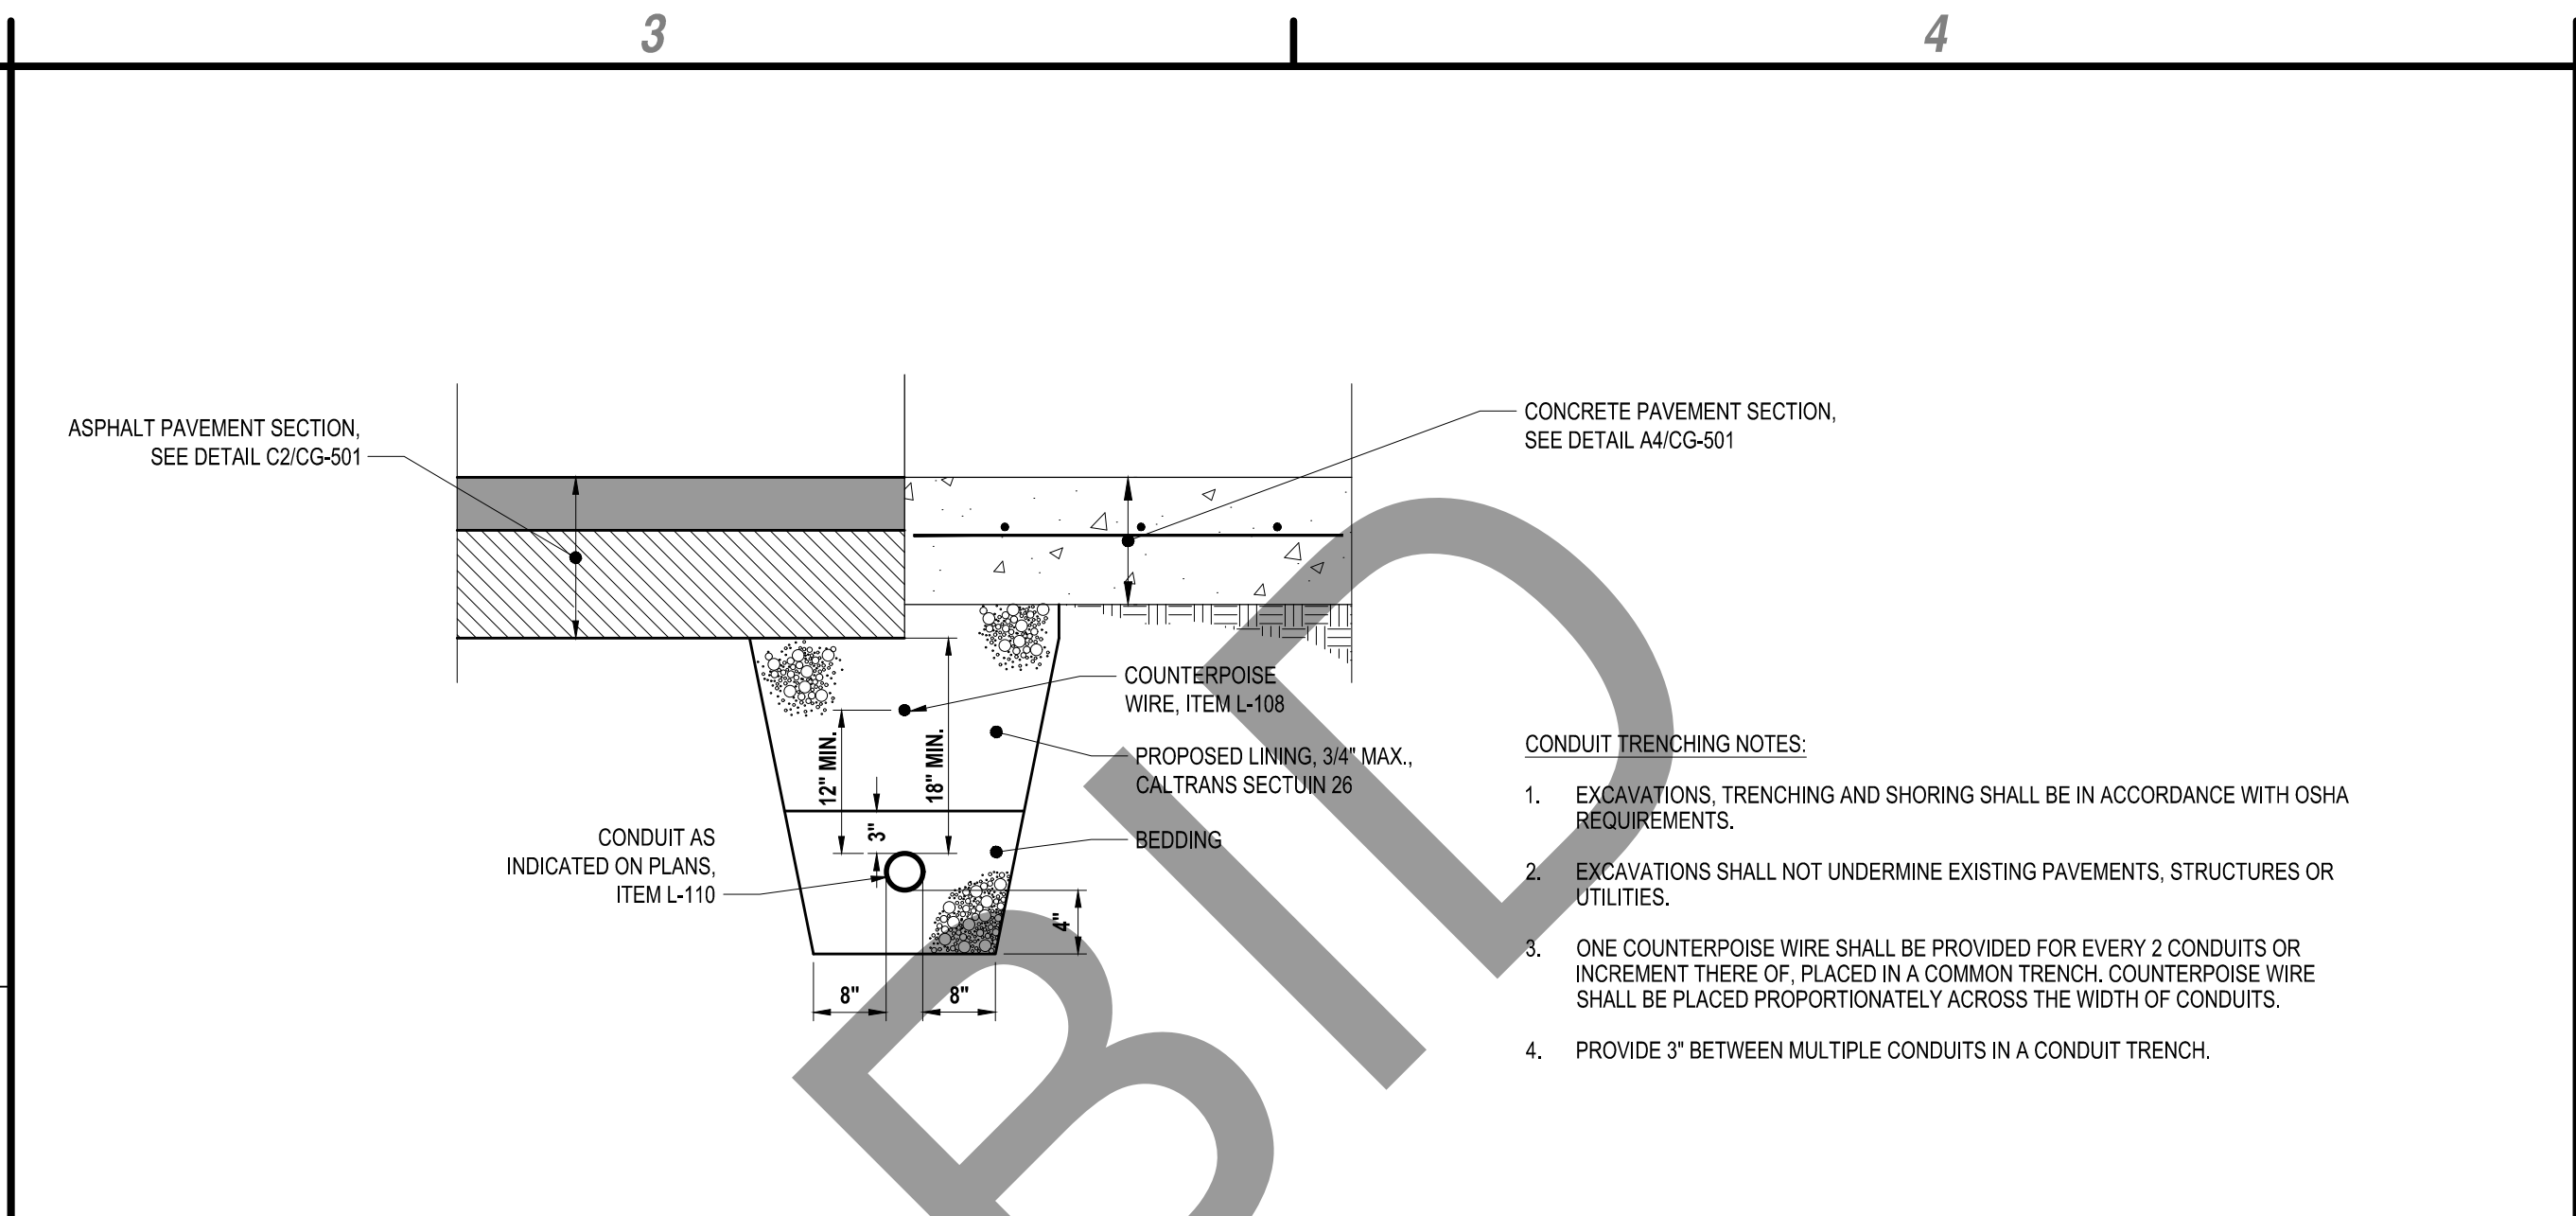 3
4
ASPHALT PAVEMENT SECTION,
SEE DETAIL C2/CG-501
CONCRETE PAVEMENT SECTION,
SEE DETAIL A4/CG-501
COUNTERPOISE
WIRE, ITEM L-108
PROPOSED LINING, 3/4" MAX.,
CALTRANS SECTUIN 26
BEDDING
12" MIN.
18" MIN.
3"
CONDUIT AS
INDICATED ON PLANS,
ITEM L-110
4"
8"
8"
CONDUIT TRENCHING NOTES:
1. EXCAVATIONS, TRENCHING AND SHORING SHALL BE IN ACCORDANCE WITH OSHA
REQUIREMENTS.
2. EXCAVATIONS SHALL NOT UNDERMINE EXISTING PAVEMENTS, STRUCTURES OR
UTILITIES.
3. ONE COUNTERPOISE WIRE SHALL BE PROVIDED FOR EVERY 2 CONDUITS OR
INCREMENT THERE OF, PLACED IN A COMMON TRENCH. COUNTERPOISE WIRE
SHALL BE PLACED PROPORTIONATELY ACROSS THE WIDTH OF CONDUITS.
4. PROVIDE 3" BETWEEN MULTIPLE CONDUITS IN A CONDUIT TRENCH.
BID